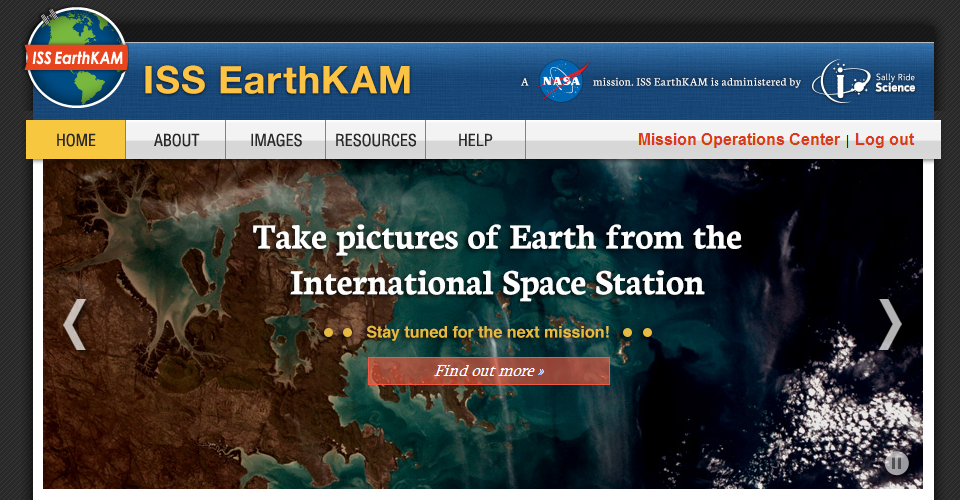 ISS EarthKAM
ISS EarthKAM
A NASA mission. ISS EarthKAM is administered by Sally Ride Science
HOME ABOUT IMAGES RESOURCES HELP Mission Operations Center | Log out
Take pictures of Earth from the
International Space Station
Stay tuned for the next mission!
Find out more »